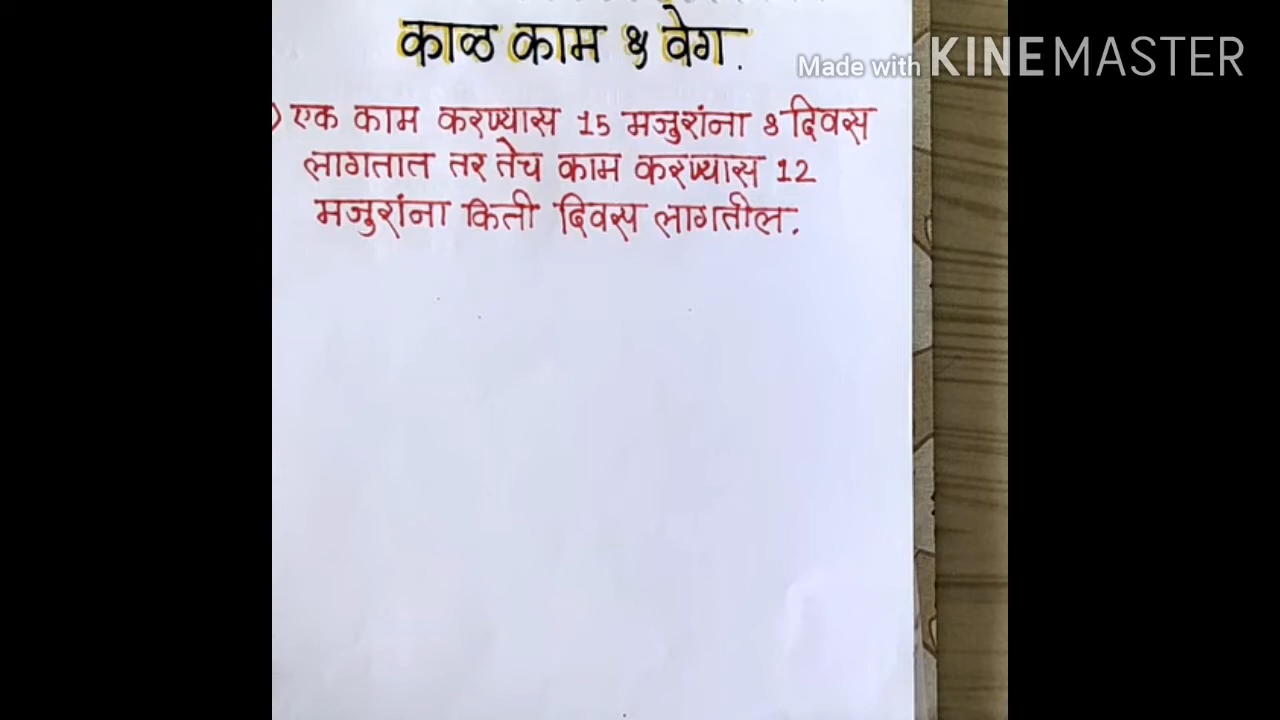 काळ काम & वेग.
Made with KINEMASTER
) एक काम करण्यास 15 मजुरांना 8 दिवस
लागतात तर तेच काम करण्यास 12
मजुरांना किती दिवस लागतील.